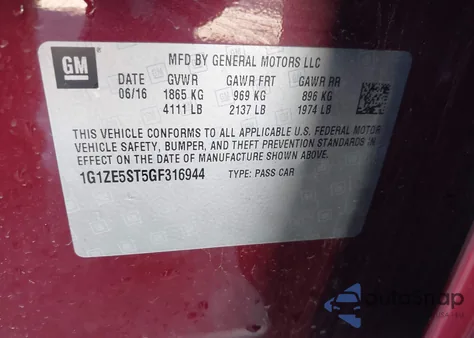 GM
MFD BY GENERAL MOTORS LLC
DATE GVWR GAWR FRT GAWR RR
06/16 1865 KG 969 KG 896 KG
4111 LB 2137 LB 1974 LB
THIS VEHICLE CONFORMS TO ALL APPLICABLE U.S. FEDERAL MOTOR
VEHICLE SAFETY, BUMPER, AND THEFT PREVENTION STANDARDS
IN EFFECT ON THE DATE OF MANUFACTURE SHOWN ABOVE.
1G1ZE5ST5GF316944 TYPE: PASS CAR
autoSnap